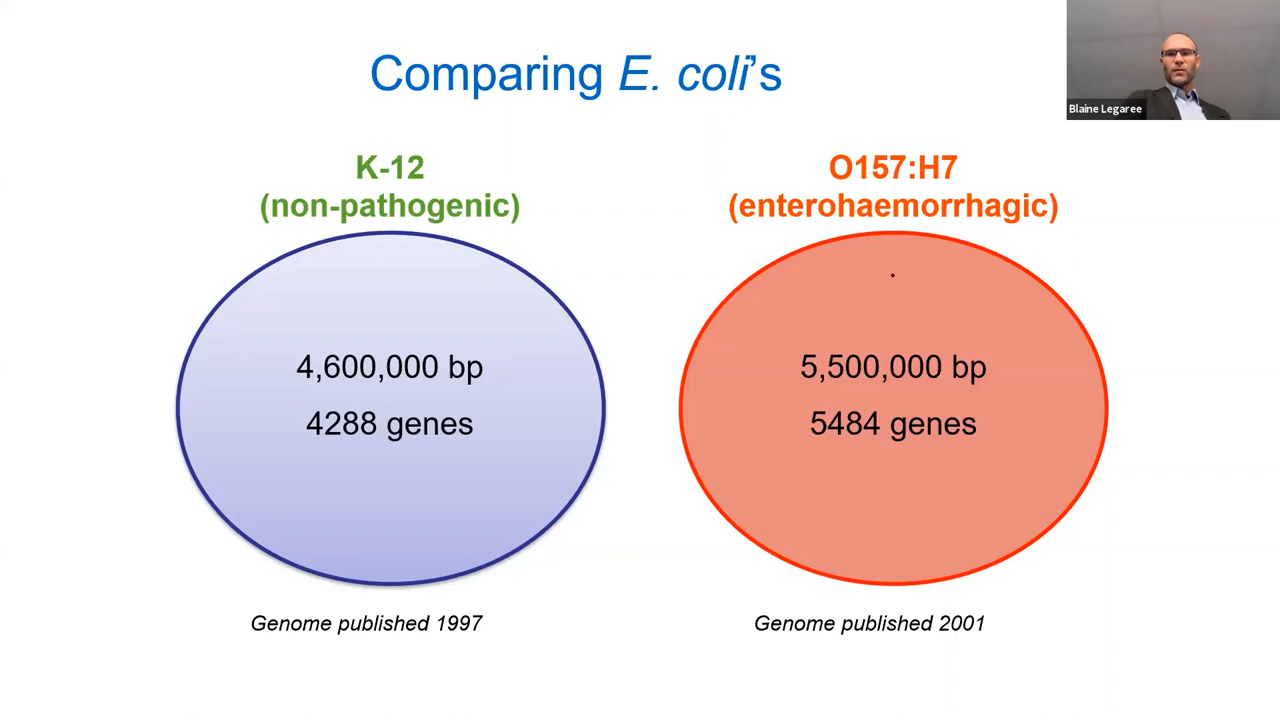 Comparing E. coli's
Blaine Legaree
K-12
(non-pathogenic)
4,600,000 bp
4288 genes
Genome published 1997
O157:H7
(enterohaemorrhagic)
5,500,000 bp
5484 genes
Genome published 2001